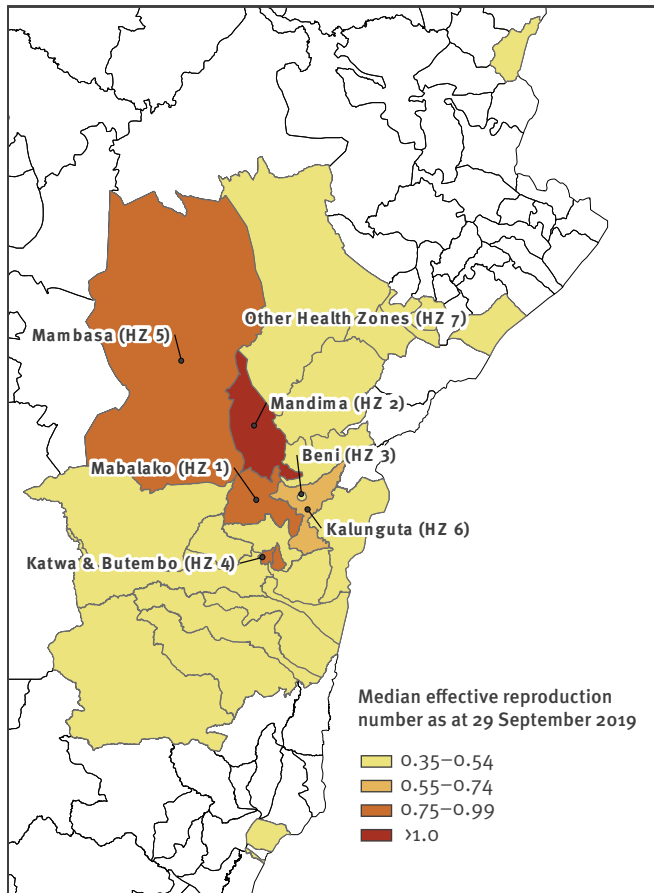 Other Health Zones (HZ 7)
Mambasa (HZ 5)
Mandima (HZ 2)
Beni (HZ 3)
Mabalako (HZ 1)
Kalunguta (HZ 6)
Katwa & Butembo (HZ 4)
Median effective reproduction
number as at 29 September 2019
0.35–0.54
0.55–0.74
0.75–0.99
>1.0